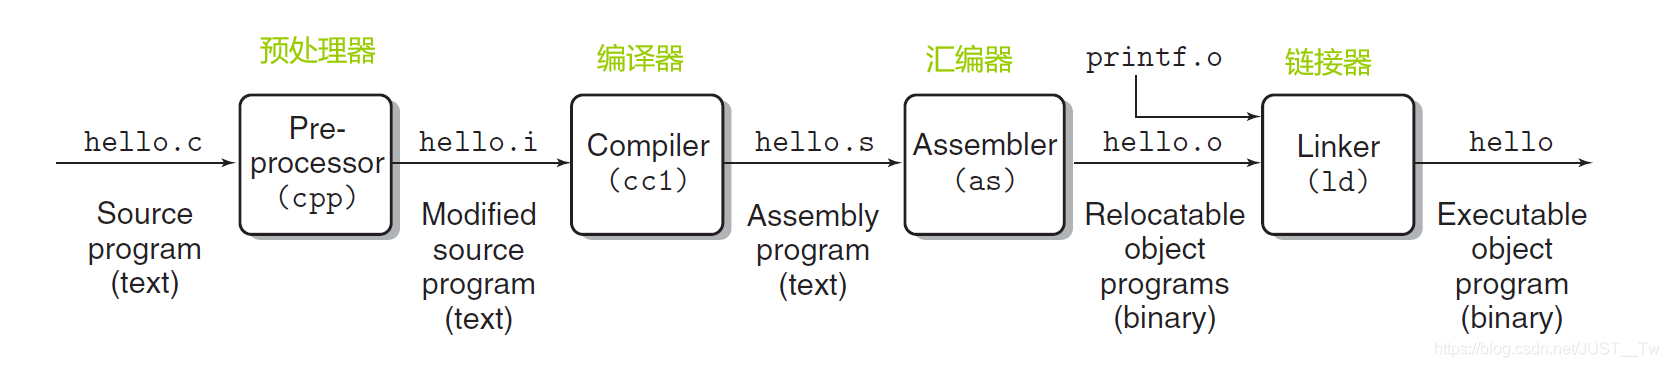 预处理器
编译器
汇编器
printf.o
链接器
hello.c
Pre-
processor
(cpp)
hello.i
Compiler
(cc1)
hello.s
Assembler
(as)
hello.o
Linker
(ld)
hello
Source
program
(text)
Modified
source
program
(text)
Assembly
program
(text)
Relocatable
object
programs
(binary)
Executable
object
program
(binary)
https://blog.csdn.net/JUST__Tw